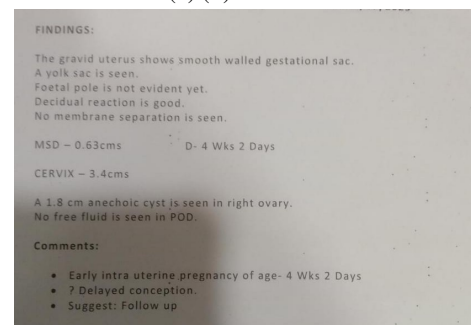 FINDINGS:
The gravid uterus shows smooth walled gestational sac.
A yolk sac is seen.
Foetal pole is not evident yet.
Decidual reaction is good.
No membrane separation is seen.
MSD – 0.63cms D- 4 Wks 2 Days
CERVIX – 3.4cms
A 1.8 cm anechoic cyst is seen in right ovary.
No free fluid is seen in POD.
Comments:
• Early intra uterine pregnancy of age- 4 Wks 2 Days
• ? Delayed conception.
• Suggest: Follow up